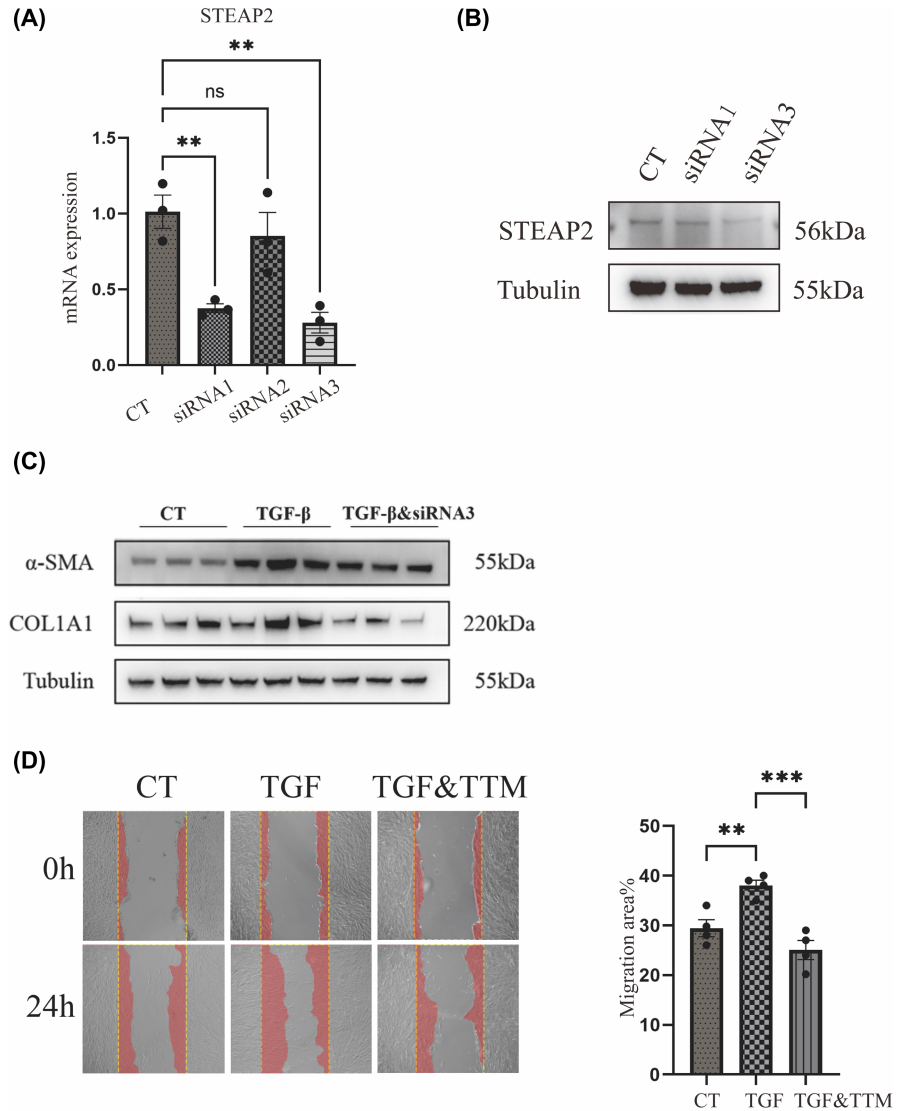 (A)
STEAP2
**
ns
**
mRNA expression
1.5
1.0
0.5
0.0
CT
siRNA1
siRNA2
siRNA3
(B)
CT
siRNA1
siRNA3
STEAP2
56kDa
Tubulin
55kDa
(C)
CT
TGF-β
TGF-β&siRNA3
α-SMA
55kDa
COL1A1
220kDa
Tubulin
55kDa
(D)
CT
TGF
TGF&TTM
0h
24h
***
**
Migration area%
50
40
30
20
10
0
CT
TGF
TGF&TTM